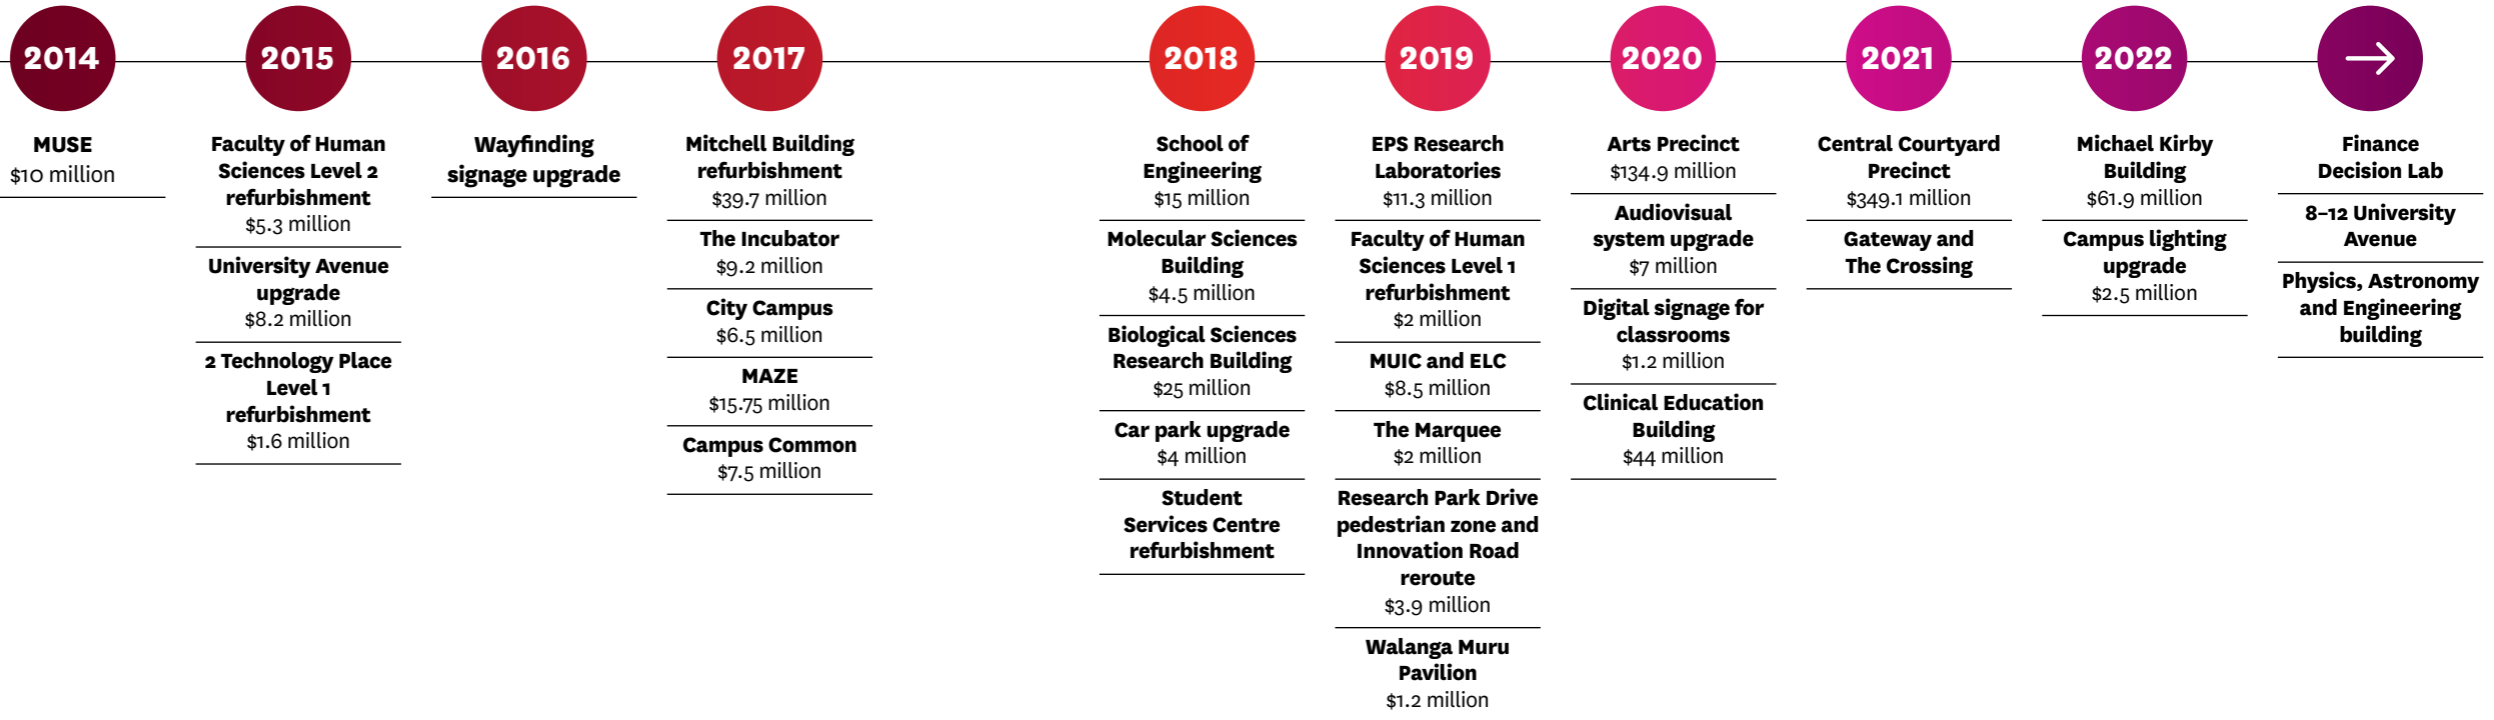 2014
MUSE
$10 million
2015
Faculty of Human
Sciences Level 2
refurbishment
$5.3 million
University Avenue
upgrade
$8.2 million
2 Technology Place
Level 1
refurbishment
$1.6 million
2016
Wayfinding
signage upgrade
2017
Mitchell Building
refurbishment
$39.7 million
The Incubator
$9.2 million
City Campus
$6.5 million
MAZE
$15.75 million
Campus Common
$7.5 million
2018
School of
Engineering
$15 million
Molecular Sciences
Building
$4.5 million
Biological Sciences
Research Building
$25 million
Car park upgrade
$4 million
Student
Services Centre
refurbishment
2019
EPS Research
Laboratories
$11.3 million
Faculty of Human
Sciences Level 1
refurbishment
$2 million
MUIC and ELC
$8.5 million
The Marquee
$2 million
Research Park Drive
pedestrian zone and
Innovation Road
reroute
$3.9 million
Walanga Muru
Pavilion
$1.2 million
2020
Arts Precinct
$134.9 million
Audiovisual
system upgrade
$7 million
Digital signage for
classrooms
$1.2 million
Clinical Education
Building
$44 million
2021
Central Courtyard
Precinct
$349.1 million
Gateway and
The Crossing
2022
Michael Kirby
Building
$61.9 million
Campus lighting
upgrade
$2.5 million
→
Finance
Decision Lab
8–12 University
Avenue
Physics, Astronomy
and Engineering
building